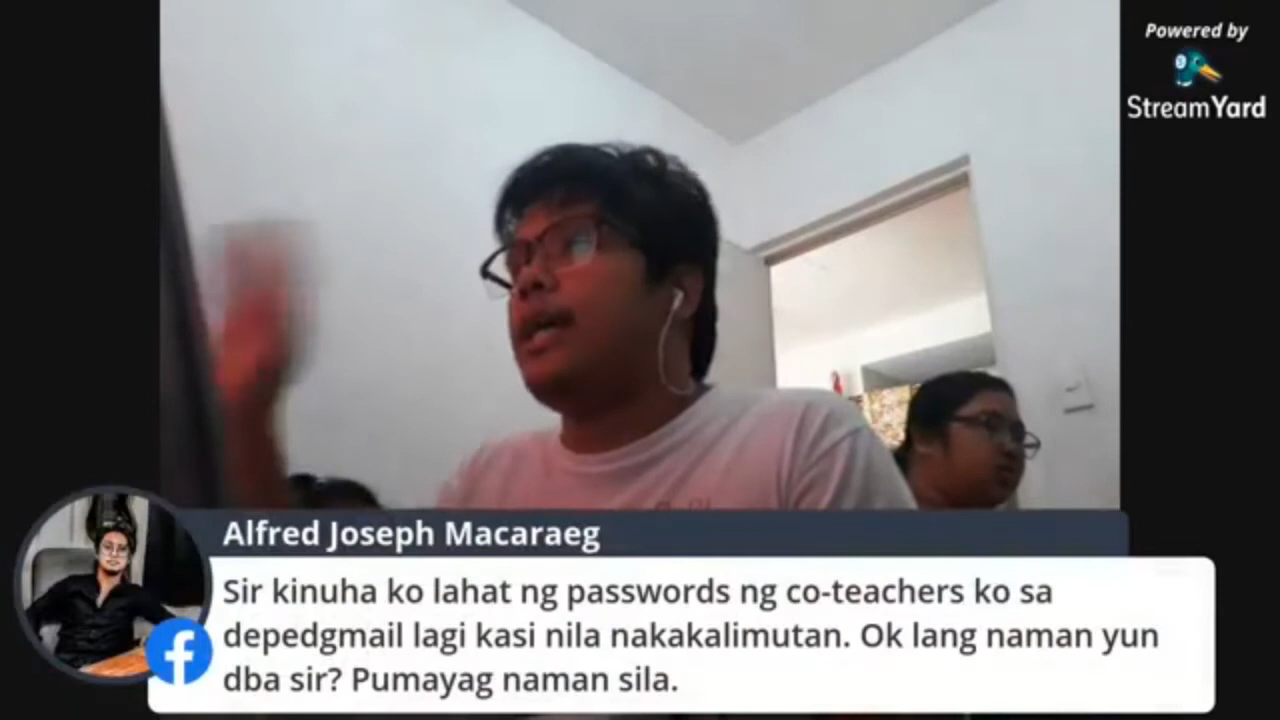 Powered by
StreamYard
Alfred Joseph Macaraeg
Sir kinuha ko lahat ng passwords ng co-teachers ko sa
depedgmail lagi kasi nila nakakalimutan. Ok lang naman yun
dba sir? Pumayag naman sila.